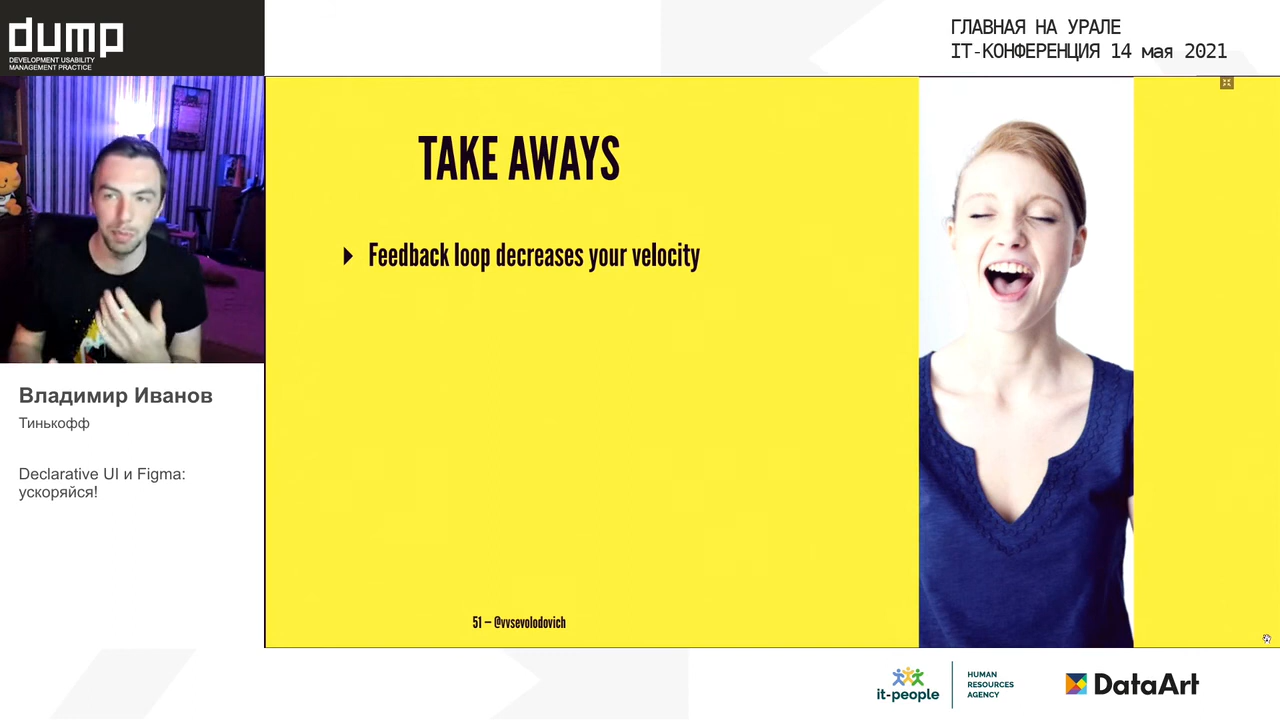 dump
DEVELOPMENT USABILITY
MANAGEMENT PRACTICE
ГЛАВНАЯ НА УРАЛЕ
IT-КОНФЕРЕНЦИЯ 14 мая 2021
TAKE AWAYS
Feedback loop decreases your velocity
51 – @vvsevolodovich
Владимир Иванов
Тинькофф
Declarative UI и Figma:
ускоряйся!
it-people
HUMAN
RESOURCES
AGENCY
DataArt